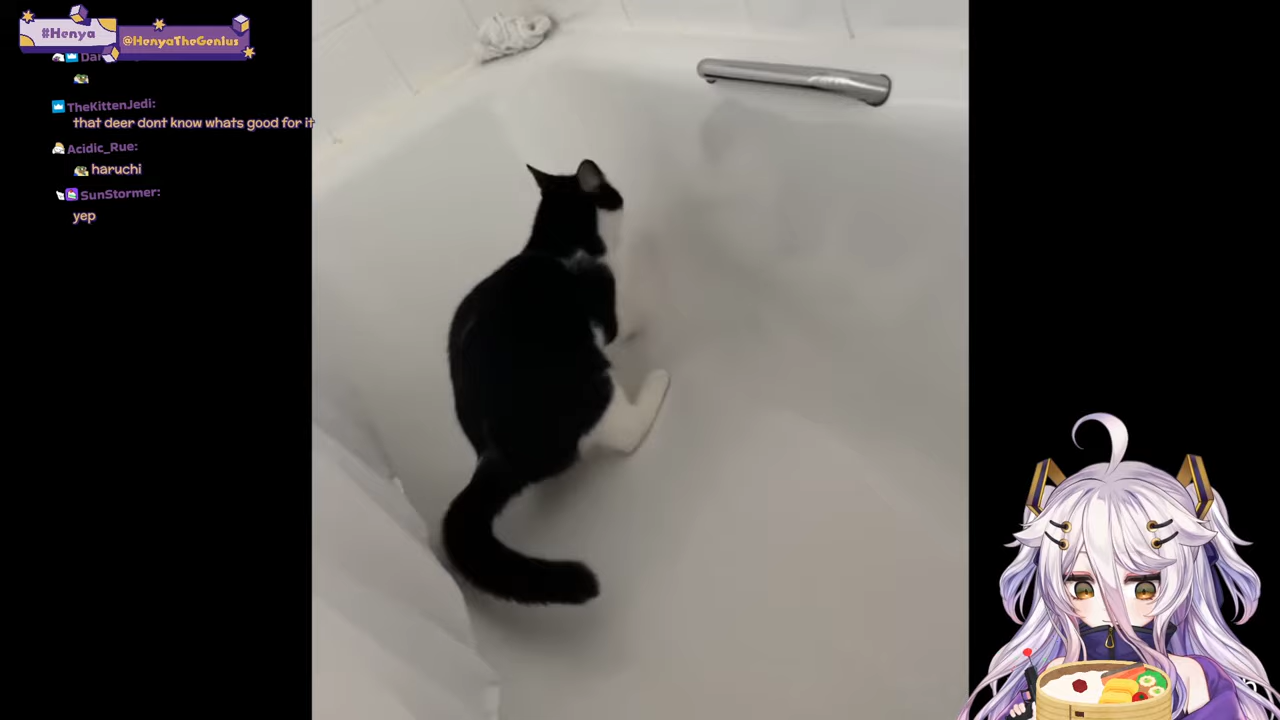 #Henya
@HenyaTheGenius
TheKittenJedi:
that deer dont know whats good for it
Acidic_Rue:
haruchi
SunStormer:
yep